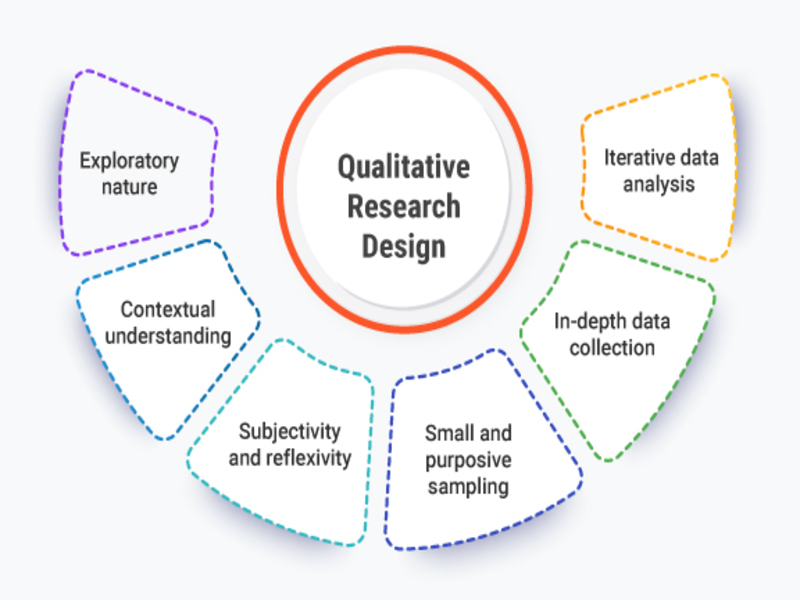 Qualitative
Research
Design
Exploratory
nature
Contextual
understanding
Subjectivity
and reflexivity
Small and
purposive
sampling
In-depth data
collection
Iterative data
analysis